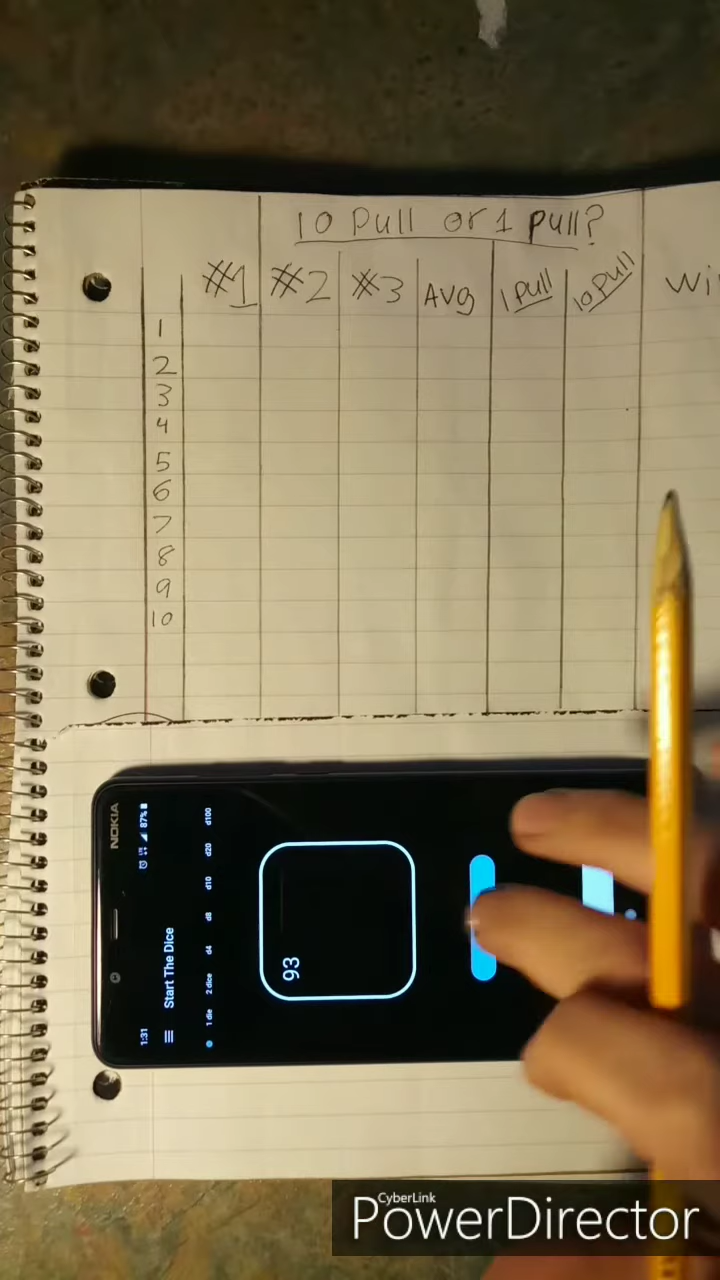 10 Pull or 1 pull?
#1 #2 #3 AVG 1 pull 10 pull
1
2
3
4
5
6
7
8
9
10
NOKIA
1:31 87%
Start The Dice
1 die 2 dice d4 d8 d10 d20 d100
93
CyberLink
PowerDirector